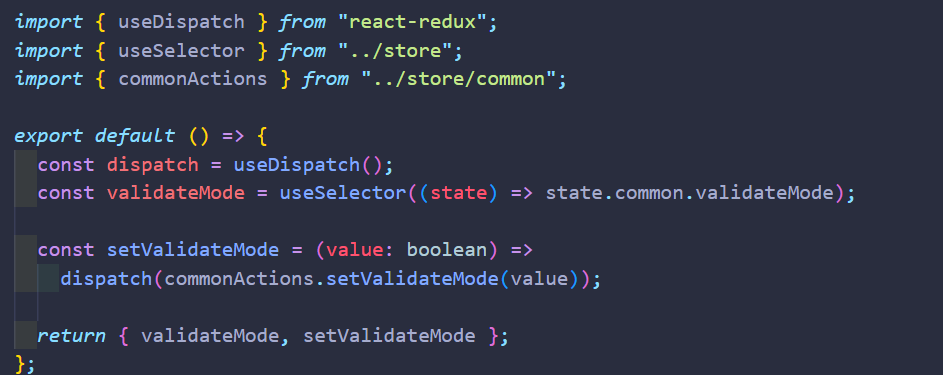 import { useDispatch } from "react-redux";
import { useSelector } from "../store";
import { commonActions } from "../store/common";
export default () => {
const dispatch = useDispatch();
const validateMode = useSelector((state) => state.common.validateMode);
const setValidateMode = (value: boolean) =>
dispatch(commonActions.setValidateMode(value));
return { validateMode, setValidateMode };
};